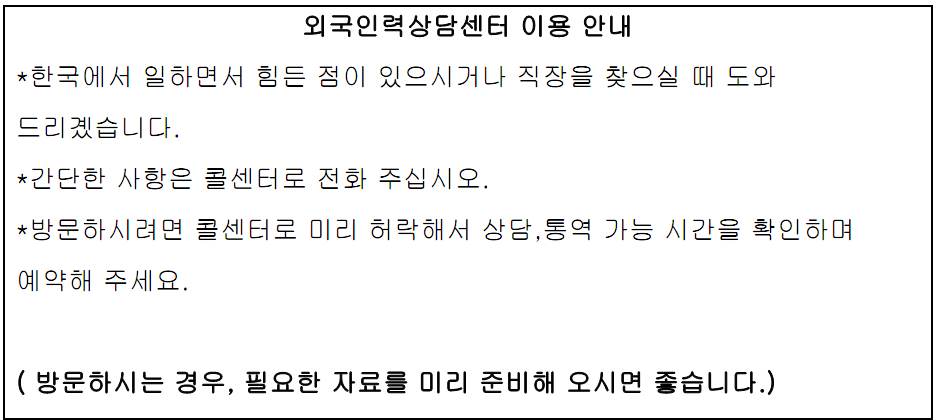 외국인력상담센터 이용 안내
*한국에서 일하면서 힘든 점이 있으시거나 직장을 찾으실 때 도와
드리곘습니다.
*간단한 사항은 콜센터로 전화 주십시오.
*방문하시려면 콜센터로 미리 허락해서 상담,통역 가능 시간을 확인하며
예약해 주세요.
( 방문하시는 경우, 필요한 자료를 미리 준비해 오시면 좋습니다.)